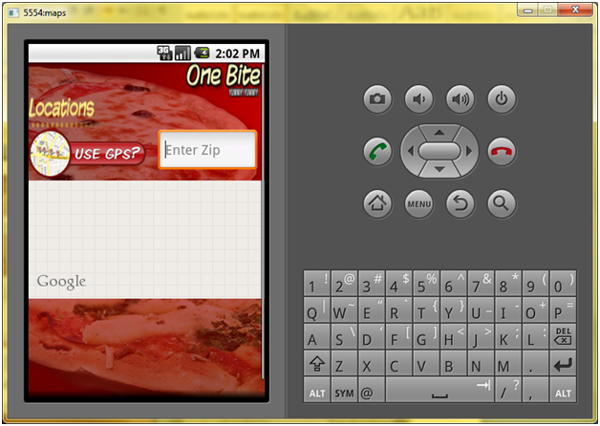 5554:maps
3G
2:02 PM
One Bite
YUMMY YUMMY
Locations
USE GPS?
Enter Zip
Google
MENU
1 ! 2 @ 3 # 4 $ 5 % 6 ^ 7 & 8 * 9 ( 0 )
Q | W ~ E “ R ` T { Y } U _ I - O + P =
A S \ D ' F [ G ] H < J > K ; L : DEL
Z X C V B N M .
ALT SYM @ / ? , ALT